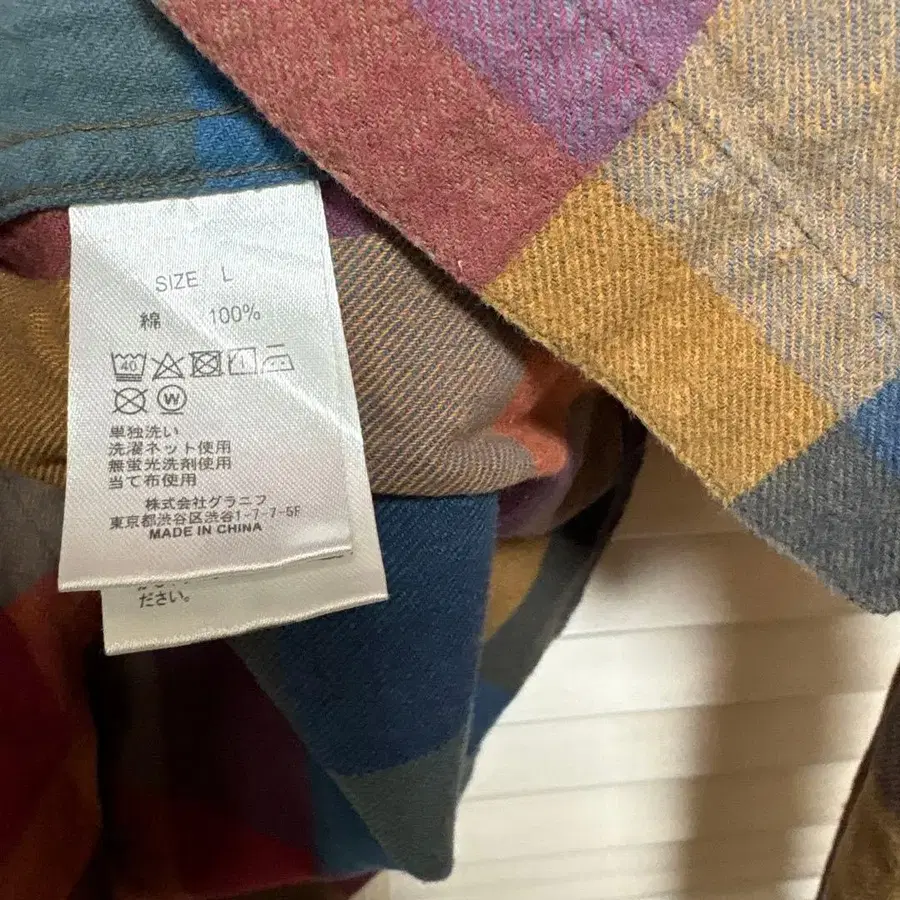 SIZE L
綿 100%
40
W
単独洗い
洗濯ネット使用
無蛍光洗剤使用
当て布使用
株式会社グラニフ
東京都渋谷区渋谷1-7-7-5F
MADE IN CHINA
ださい。